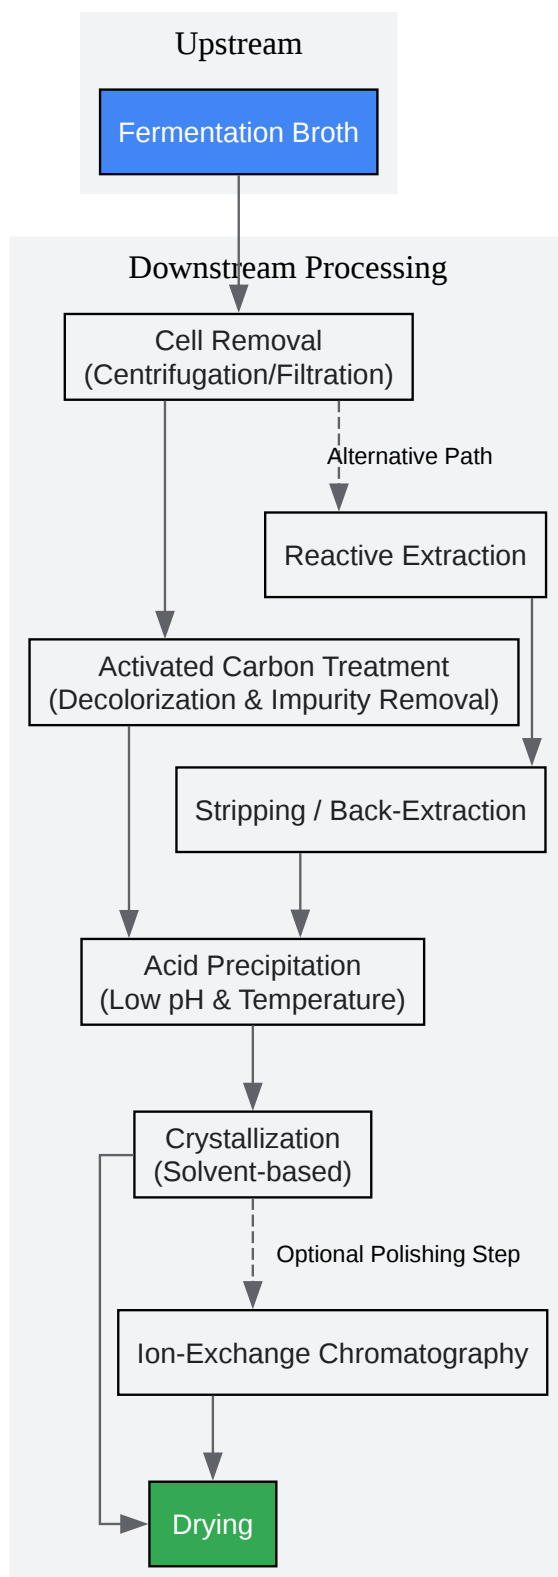 Upstream
Fermentation Broth
Downstream Processing
Cell Removal
(Centrifugation/Filtration)
Alternative Path
Reactive Extraction
Activated Carbon Treatment
(Decolorization & Impurity Removal)
Stripping / Back-Extraction
Acid Precipitation
(Low pH & Temperature)
Crystallization
(Solvent-based)
Optional Polishing Step
Ion-Exchange Chromatography
Drying